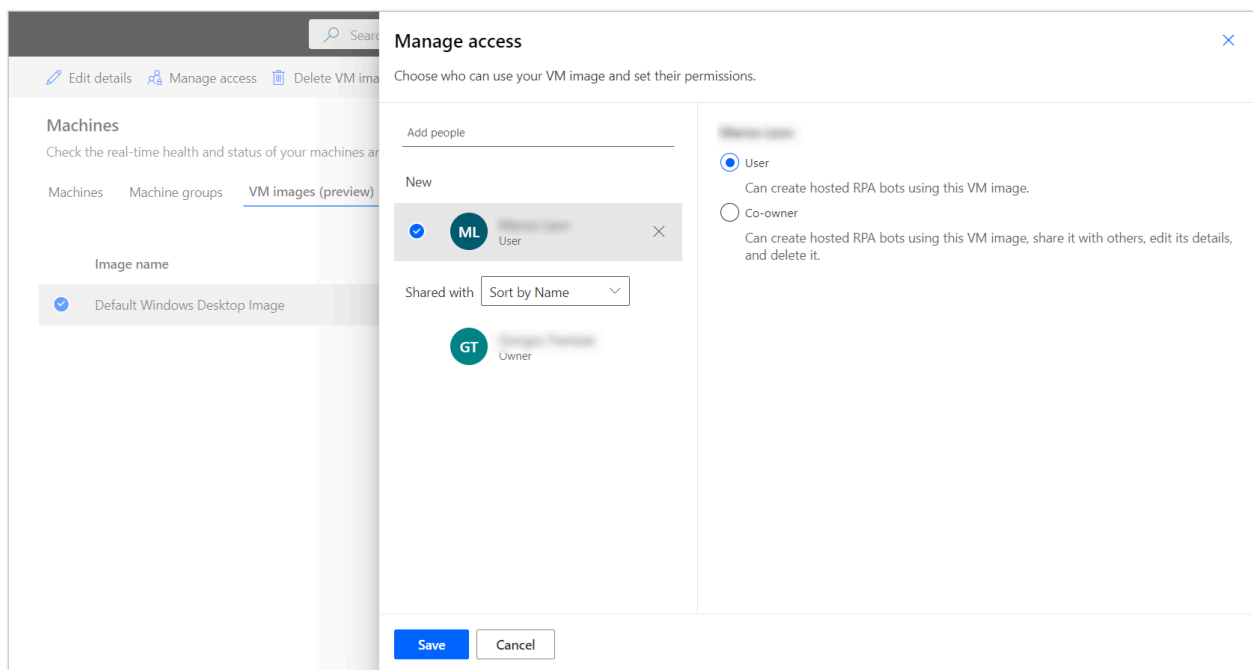 Sear
Edit details
Manage access
Delete VM ima
Machines
Check the real-time health and status of your machines ar
Machines
Machine groups
VM images (preview)
Image name
Default Windows Desktop Image
Manage access
Choose who can use your VM image and set their permissions.
Add people
New
ML
User
Shared with
Sort by Name
GT
Owner
User
Can create hosted RPA bots using this VM image.
Co-owner
Can create hosted RPA bots using this VM image, share it with others, edit its details,
and delete it.
Save
Cancel